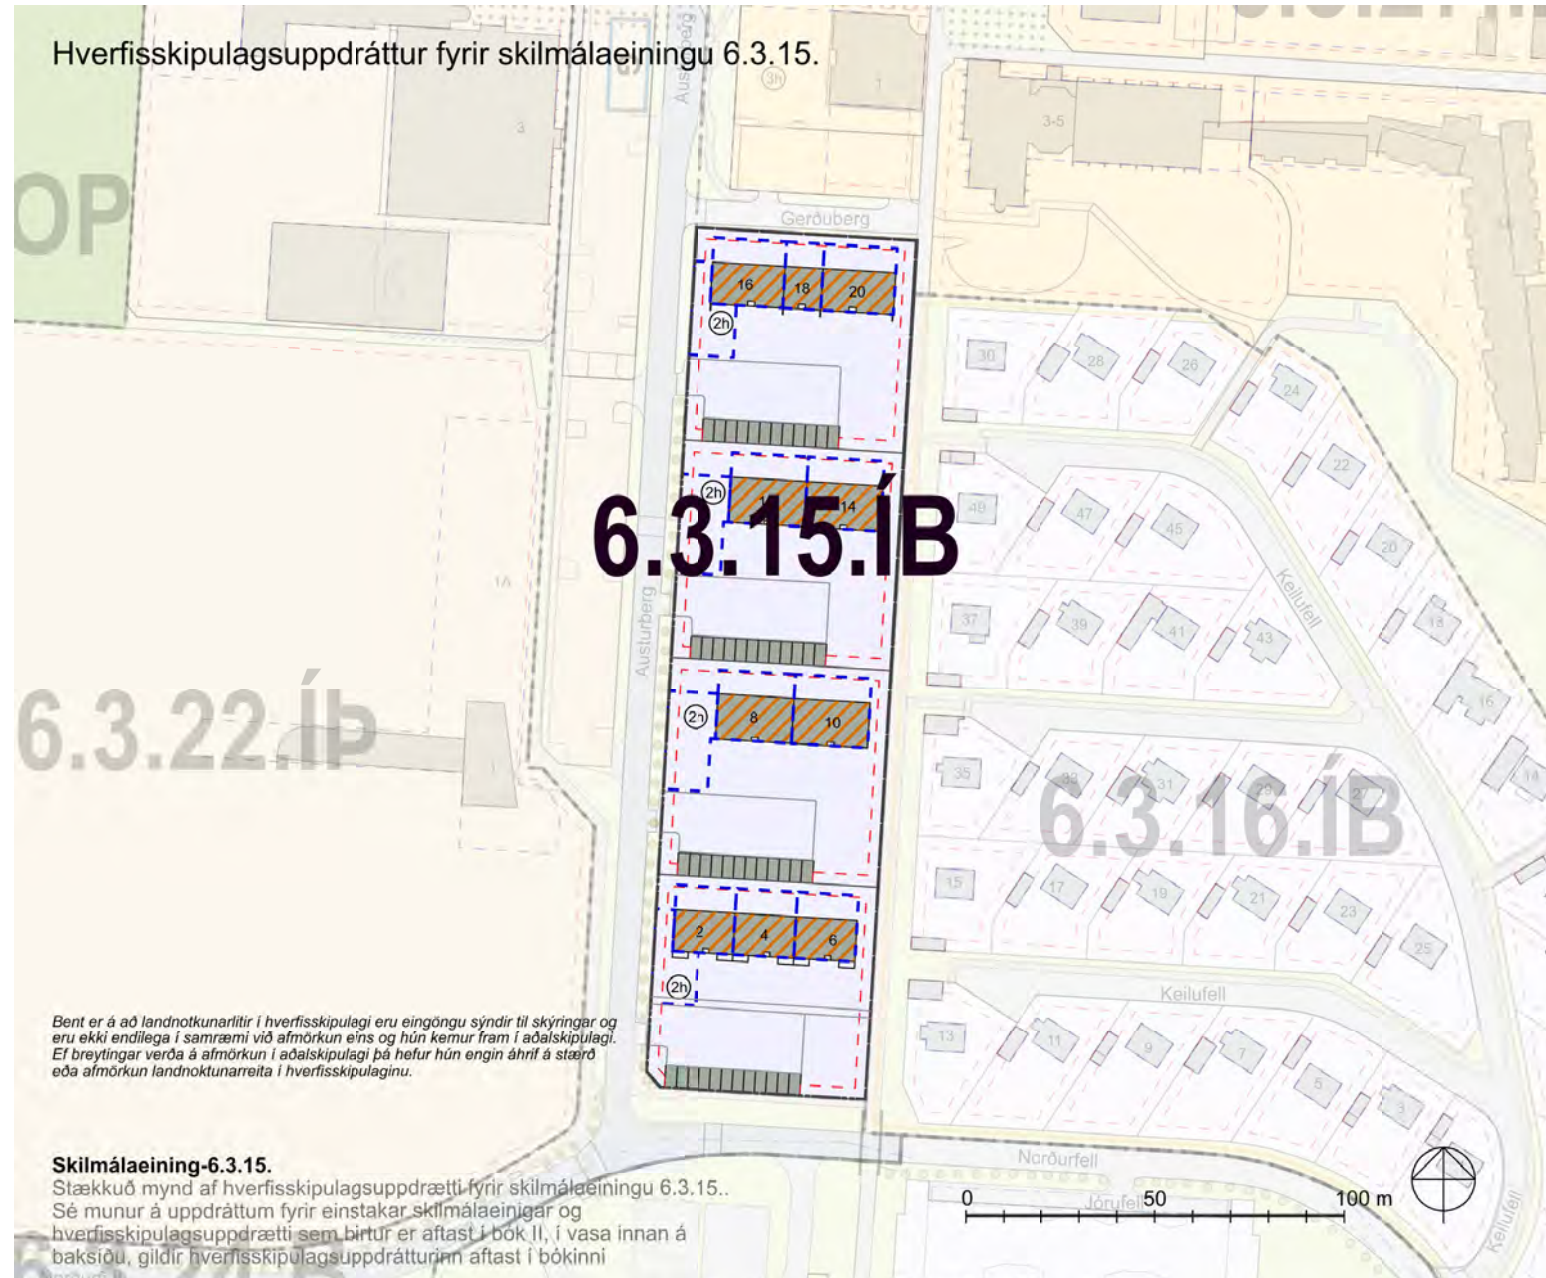 Hverfisskipulagsuppdráttur fyrir skilmálaeiningu 6.3.15.
Austurberg
3h
1
3
3-5
OP
Gerðuberg
16
18
20
2h
30
28
26
24
22
2h
14
49
47
45
20
6.3.15.ÍB
1A
Keilufell
18
37
39
41
43
Austurberg
16
6.3.22.ÍÞ
2h
8
10
35
33
31
29
27
14
6.3.16.ÍB
15
17
19
21
23
25
2
4
6
2h
Keilufell
Bent er á að landnotkunarlitir í hverfisskipulagi eru eingöngu sýndir til skýringar og
eru ekki endilega í samræmi við afmörkun eins og hún kemur fram í aðalskipulagi.
Ef breytingar verða á afmörkun í aðalskipulagi þá hefur hún engin áhrif á stærð
eða afmörkun landnoktunarreita í hverfisskipulaginu.
13
11
9
7
5
3
Norðurfell
Skilmálaeining-6.3.15.
Stækkuð mynd af hverfisskipulagsuppdrætti fyrir skilmálaeiningu 6.3.15..
Sé munur á uppdráttum fyrir einstakar skilmálaeinigar og
hverfisskipulagsuppdrætti sem birtur er aftast í bók II, í vasa innan á
baksíðu, gildir hverfisskipulagsuppdrátturinn aftast í bókinni
0 50 100 m
Jórufell
Keilufell